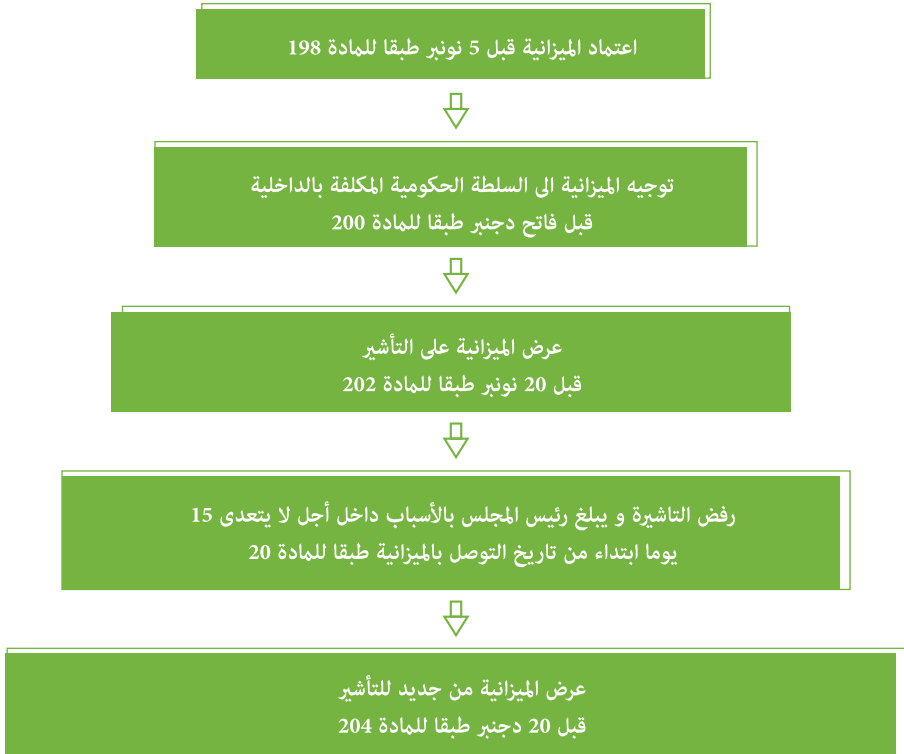 اعتماد الميزانية قبل 5 نونبر طبقا للمادة 198
توجيه الميزانية الى السلطة الحكومية المكلفة بالداخلية
قبل فاتح دجنبر طبقا للمادة 200
عرض الميزانية على التأشير
قبل 20 نونبر طبقا للمادة 202
رفض التاشيرة و يبلغ رئيس المجلس بالأسباب داخل أجل لا يتعدى 15
يوما ابتداء من تاريخ التوصل بالميزانية طبقا للمادة 20
عرض الميزانية من جديد للتأشير
قبل 20 دجنبر طبقا للمادة 204